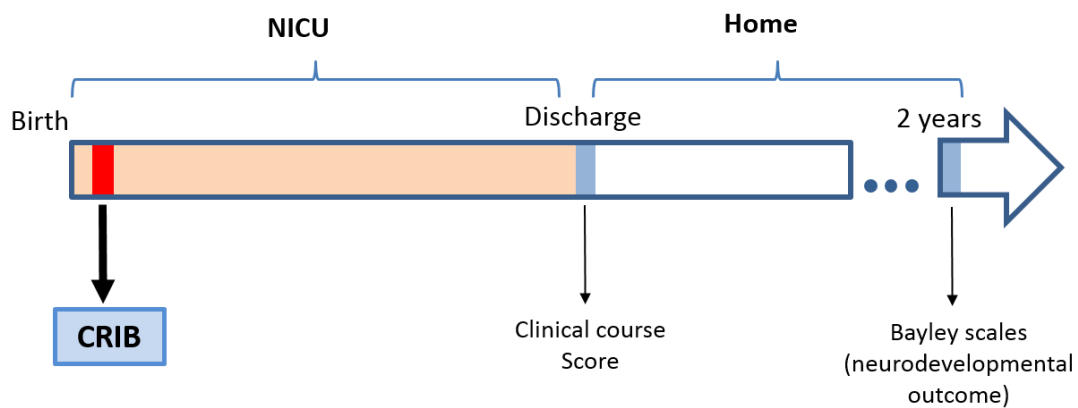 NICU
Home
Birth
Discharge
2 years
CRIB
Clinical course
Score
Bayley scales
(neurodevelopmental
outcome)